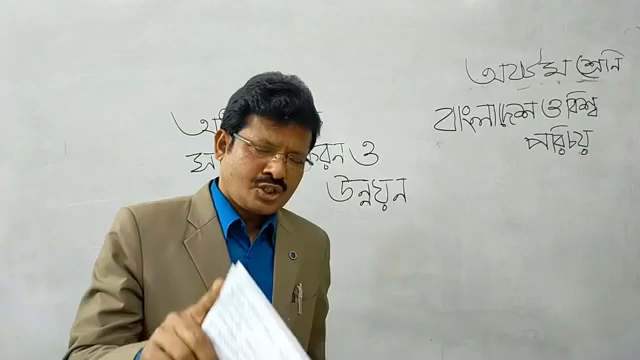 অষ্টম শ্রেনি
বাংলাদেশ ও বিশ্ব
পরিচয়
ও
উন্নয়ন